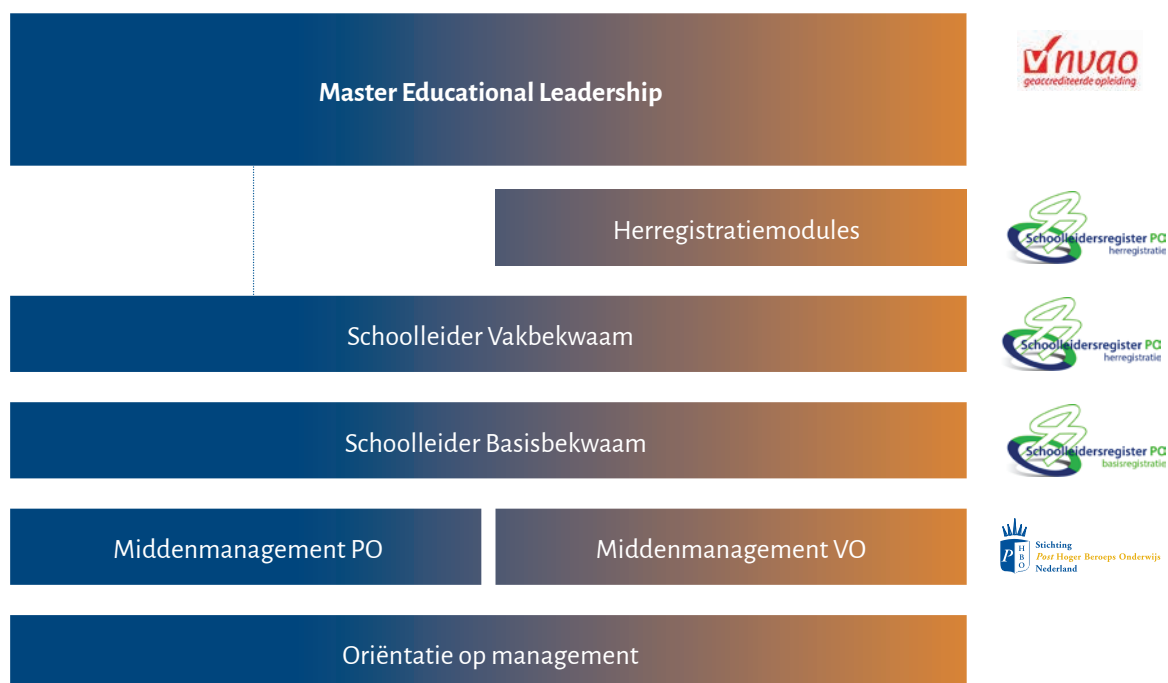 Master Educational Leadership
nvao
geaccrediteerde opleiding
Herregistratiemodules
Schoolleidersregister PO
herregistratie
Schoolleider Vakbekwaam
Schoolleidersregister PO
herregistratie
Schoolleider Basisbekwaam
Schoolleidersregister PO
basisregistratie
Middenmanagement PO
Middenmanagement VO
P HBO
Stichting
Post Hoger Beroeps Onderwijs
Nederland
Oriëntatie op management